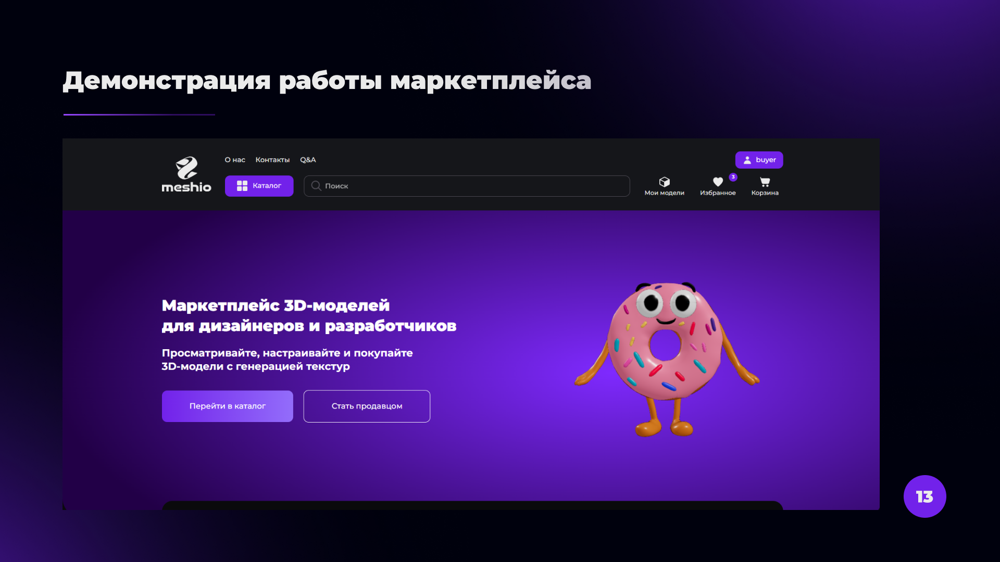 Демонстрация работы маркетплейса
meshio
О нас Контакты Q&A
buyer
Каталог
Поиск
Мои модели
3
Избранное
Корзина
Маркетплейс 3D-моделей
для дизайнеров и разработчиков
Просматривайте, настраивайте и покупайте
3D-модели с генерацией текстур
Перейти в каталог
Стать продавцом
13